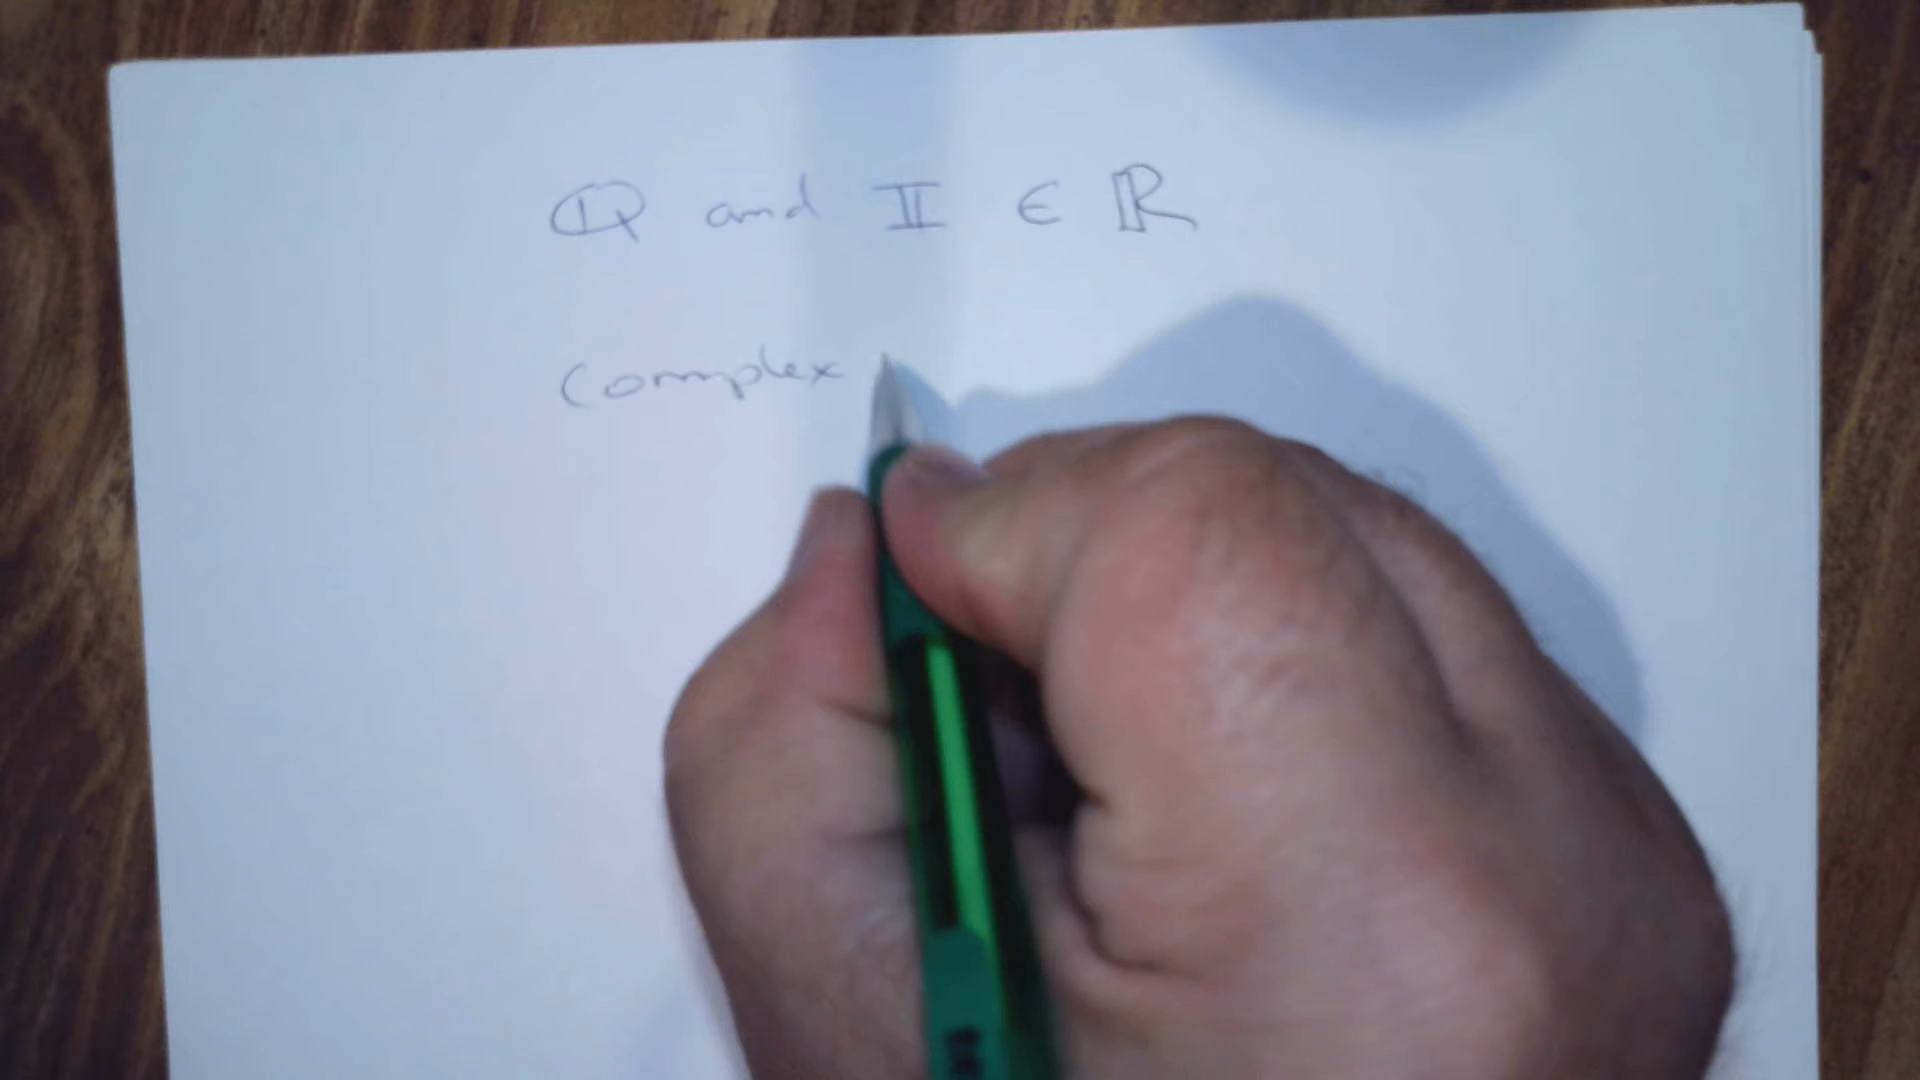 ℚ and 𝕀 ∈ ℝ
Complex